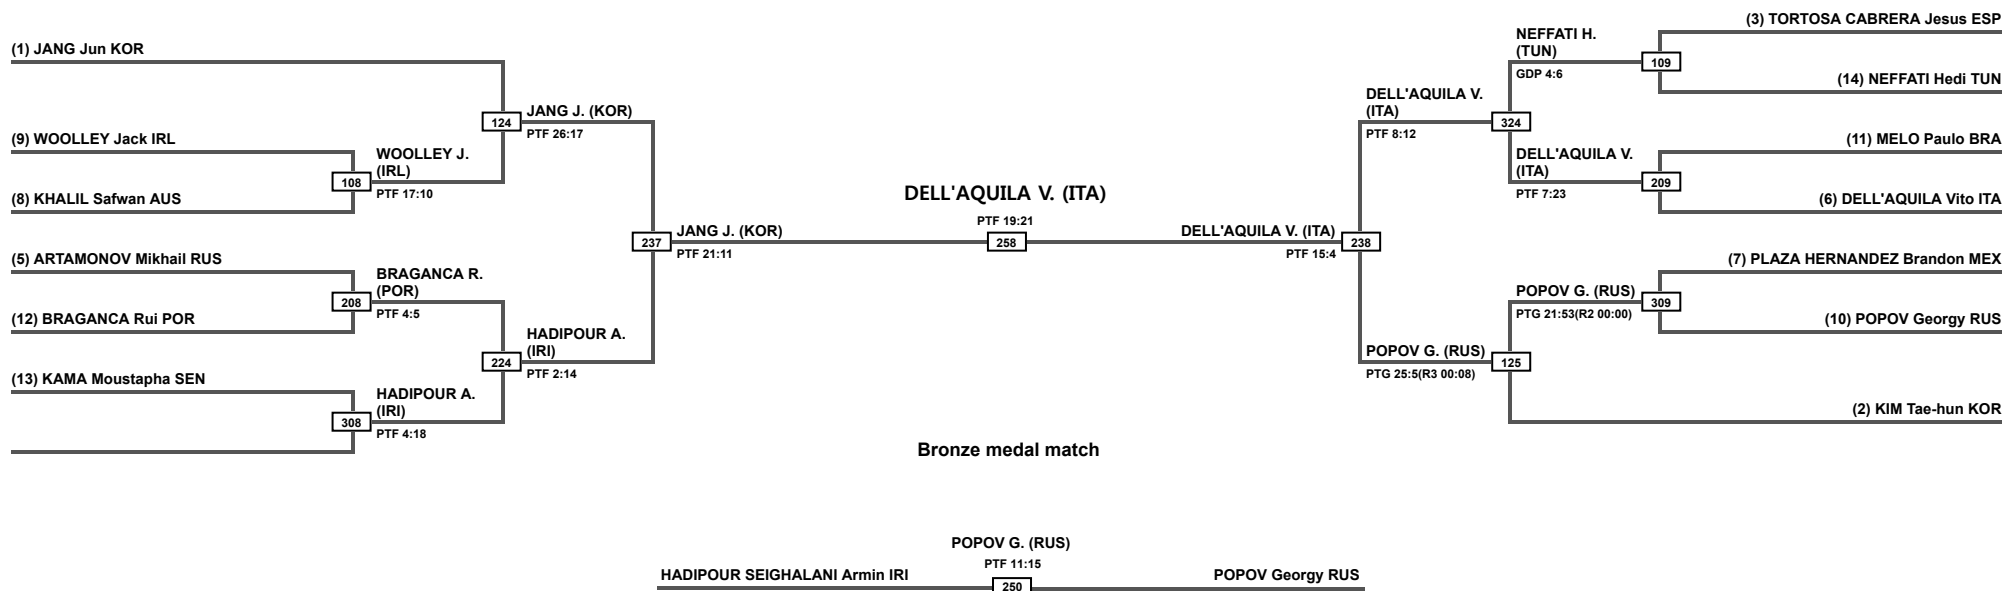 (1) JANG Jun KOR
(9) WOOLLEY Jack IRL
(8) KHALIL Safwan AUS
(5) ARTAMONOV Mikhail RUS
(12) BRAGANCA Rui POR
(13) KAMA Moustapha SEN
108
WOOLLEY J.
(IRL)
PTF 17:10
208
BRAGANCA R.
(POR)
PTF 4:5
308
HADIPOUR A.
(IRI)
PTF 4:18
124
JANG J. (KOR)
PTF 26:17
224
HADIPOUR A.
(IRI)
PTF 2:14
237
JANG J. (KOR)
PTF 21:11
DELL'AQUILA V. (ITA)
PTF 19:21
258
DELL'AQUILA V. (ITA)
PTF 15:4
238
DELL'AQUILA V.
(ITA)
PTF 8:12
324
POPOV G. (RUS)
PTG 25:5(R3 00:08)
125
NEFFATI H.
(TUN)
GDP 4:6
109
DELL'AQUILA V.
(ITA)
PTF 7:23
209
POPOV G. (RUS)
PTG 21:53(R2 00:00)
309
(3) TORTOSA CABRERA Jesus ESP
(14) NEFFATI Hedi TUN
(11) MELO Paulo BRA
(6) DELL'AQUILA Vito ITA
(7) PLAZA HERNANDEZ Brandon MEX
(10) POPOV Georgy RUS
(2) KIM Tae-hun KOR
Bronze medal match
POPOV G. (RUS)
PTF 11:15
HADIPOUR SEIGHALANI Armin IRI
250
POPOV Georgy RUS